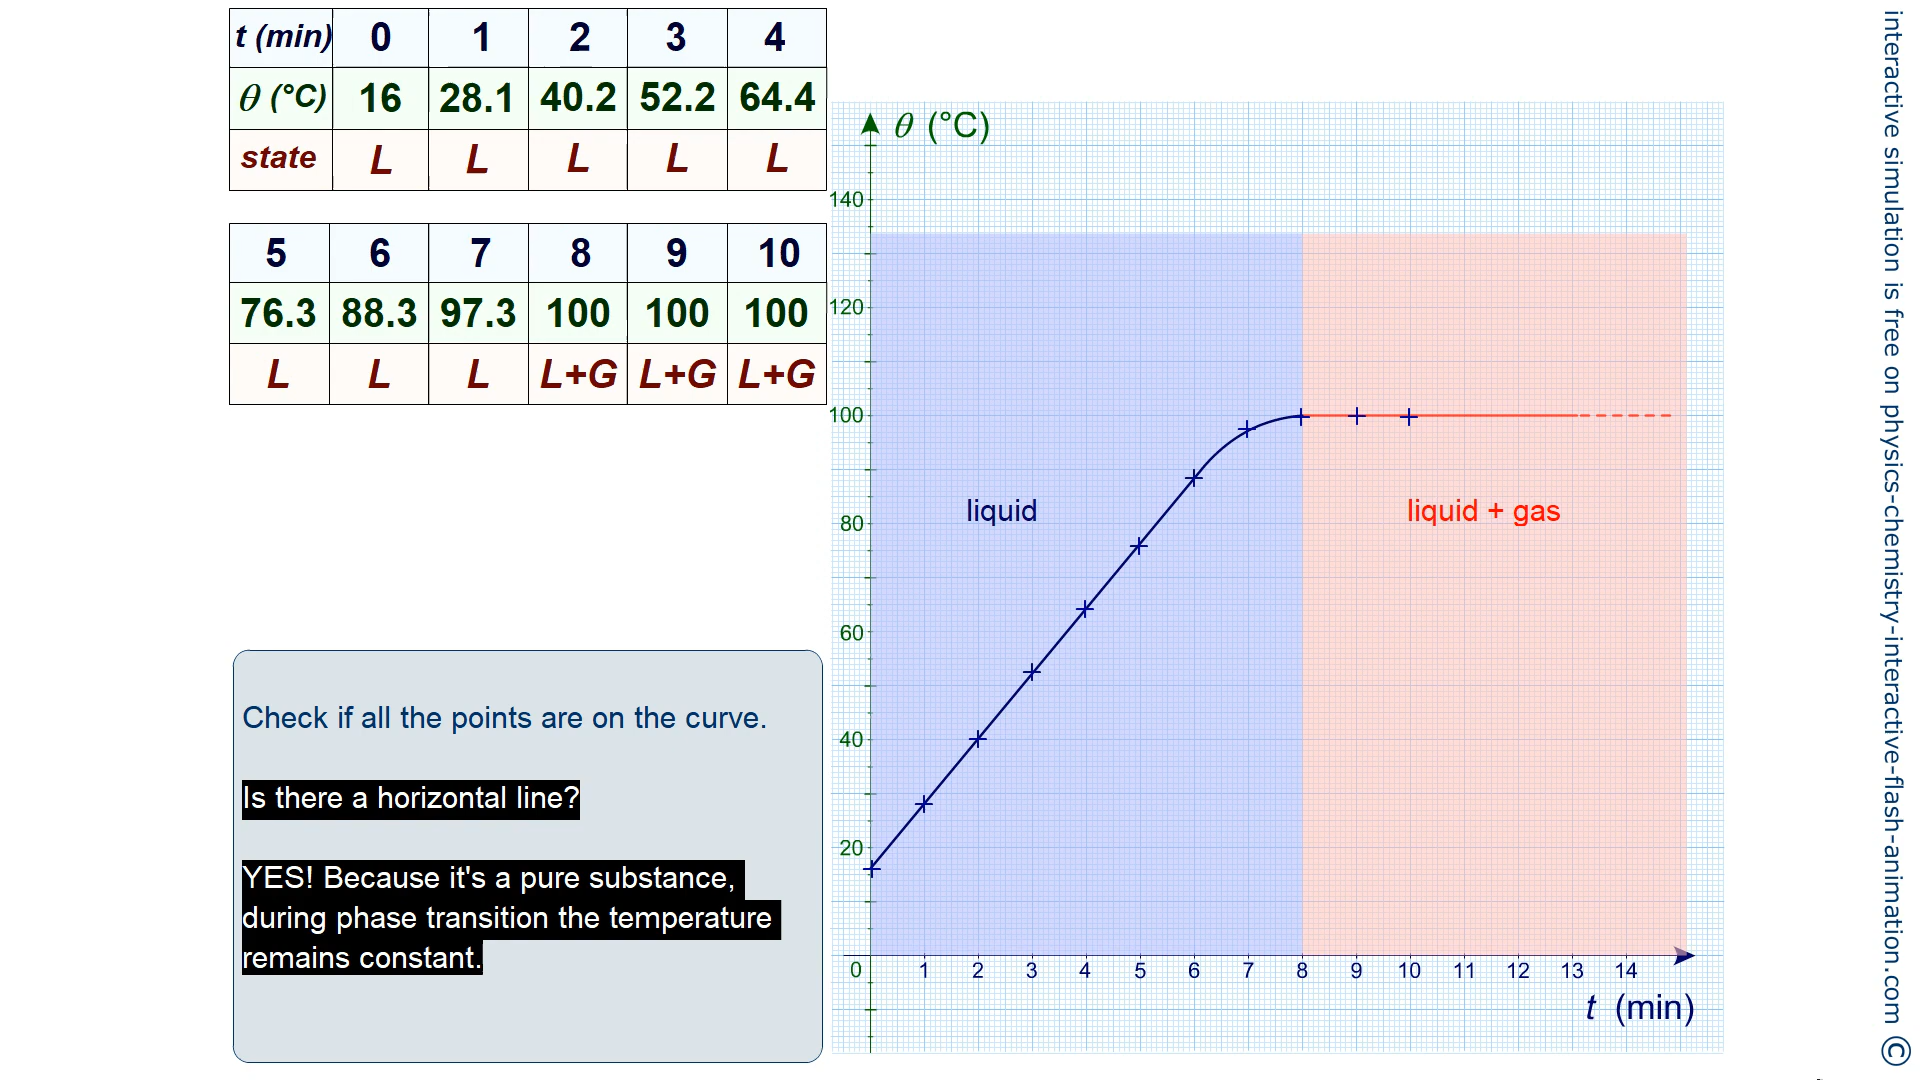 t (min) 0 1 2 3 4
θ (°C) 16 28.1 40.2 52.2 64.4
state L L L L L
5 6 7 8 9 10
76.3 88.3 97.3 100 100 100
L L L L+G L+G L+G
Check if all the points are on the curve.
Is there a horizontal line?
YES! Because it's a pure substance,
during phase transition the temperature
remains constant.
θ (°C)
140
120
100
80
60
40
20
0 1 2 3 4 5 6 7 8 9 10 11 12 13 14
t (min)
liquid
liquid + gas
interactive simulation is free on physics-chemistry-interactive-flash-animation.com ©